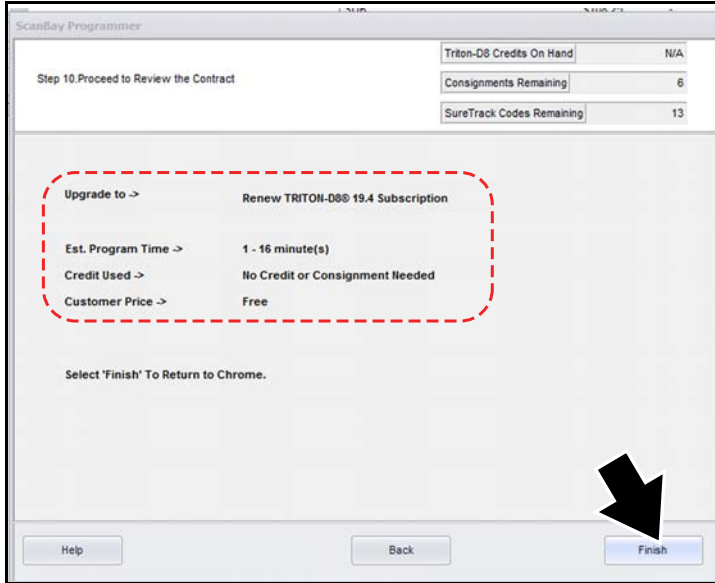 ScanBay Programmer
Step 10.Proceed to Review the Contract
Triton-D8 Credits On Hand N/A
Consignments Remaining 6
SureTrack Codes Remaining 13
Upgrade to -> Renew TRITON-D8® 19.4 Subscription
Est. Program Time -> 1 - 16 minute(s)
Credit Used -> No Credit or Consignment Needed
Customer Price -> Free
Select 'Finish' To Return to Chrome.
Help Back Finish